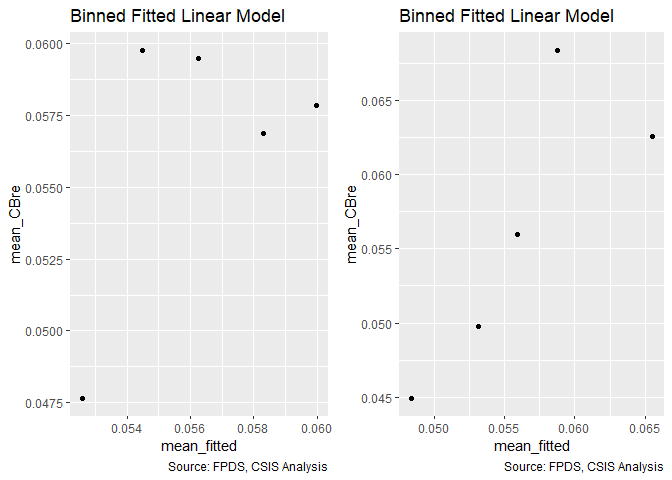 Binned Fitted Linear Model
mean_CBre
0.0600
0.0575
0.0550
0.0525
0.0500
0.0475
0.054
0.056
0.058
0.060
mean_fitted
Source: FPDS, CSIS Analysis
Binned Fitted Linear Model
mean_CBre
0.065
0.060
0.055
0.050
0.045
0.050
0.055
0.060
0.065
mean_fitted
Source: FPDS, CSIS Analysis